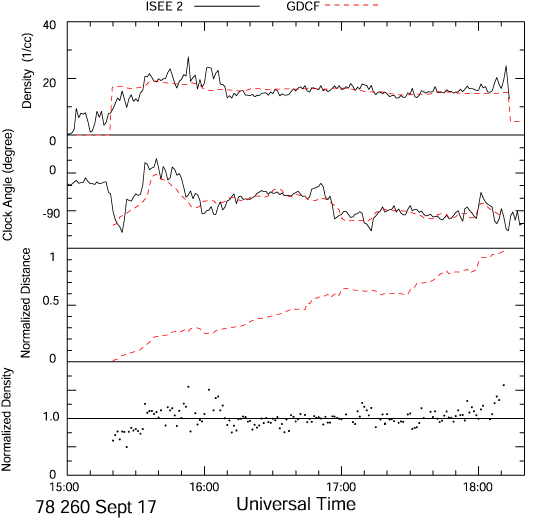 ISEE 2 GDCF
Density (1/cc)
40
20
0
Clock Angle (degree)
0
-90
Normalized Distance
1
0.5
0
Normalized Density
1.0
0
15:00 16:00 17:00 18:00
78 260 Sept 17 Universal Time